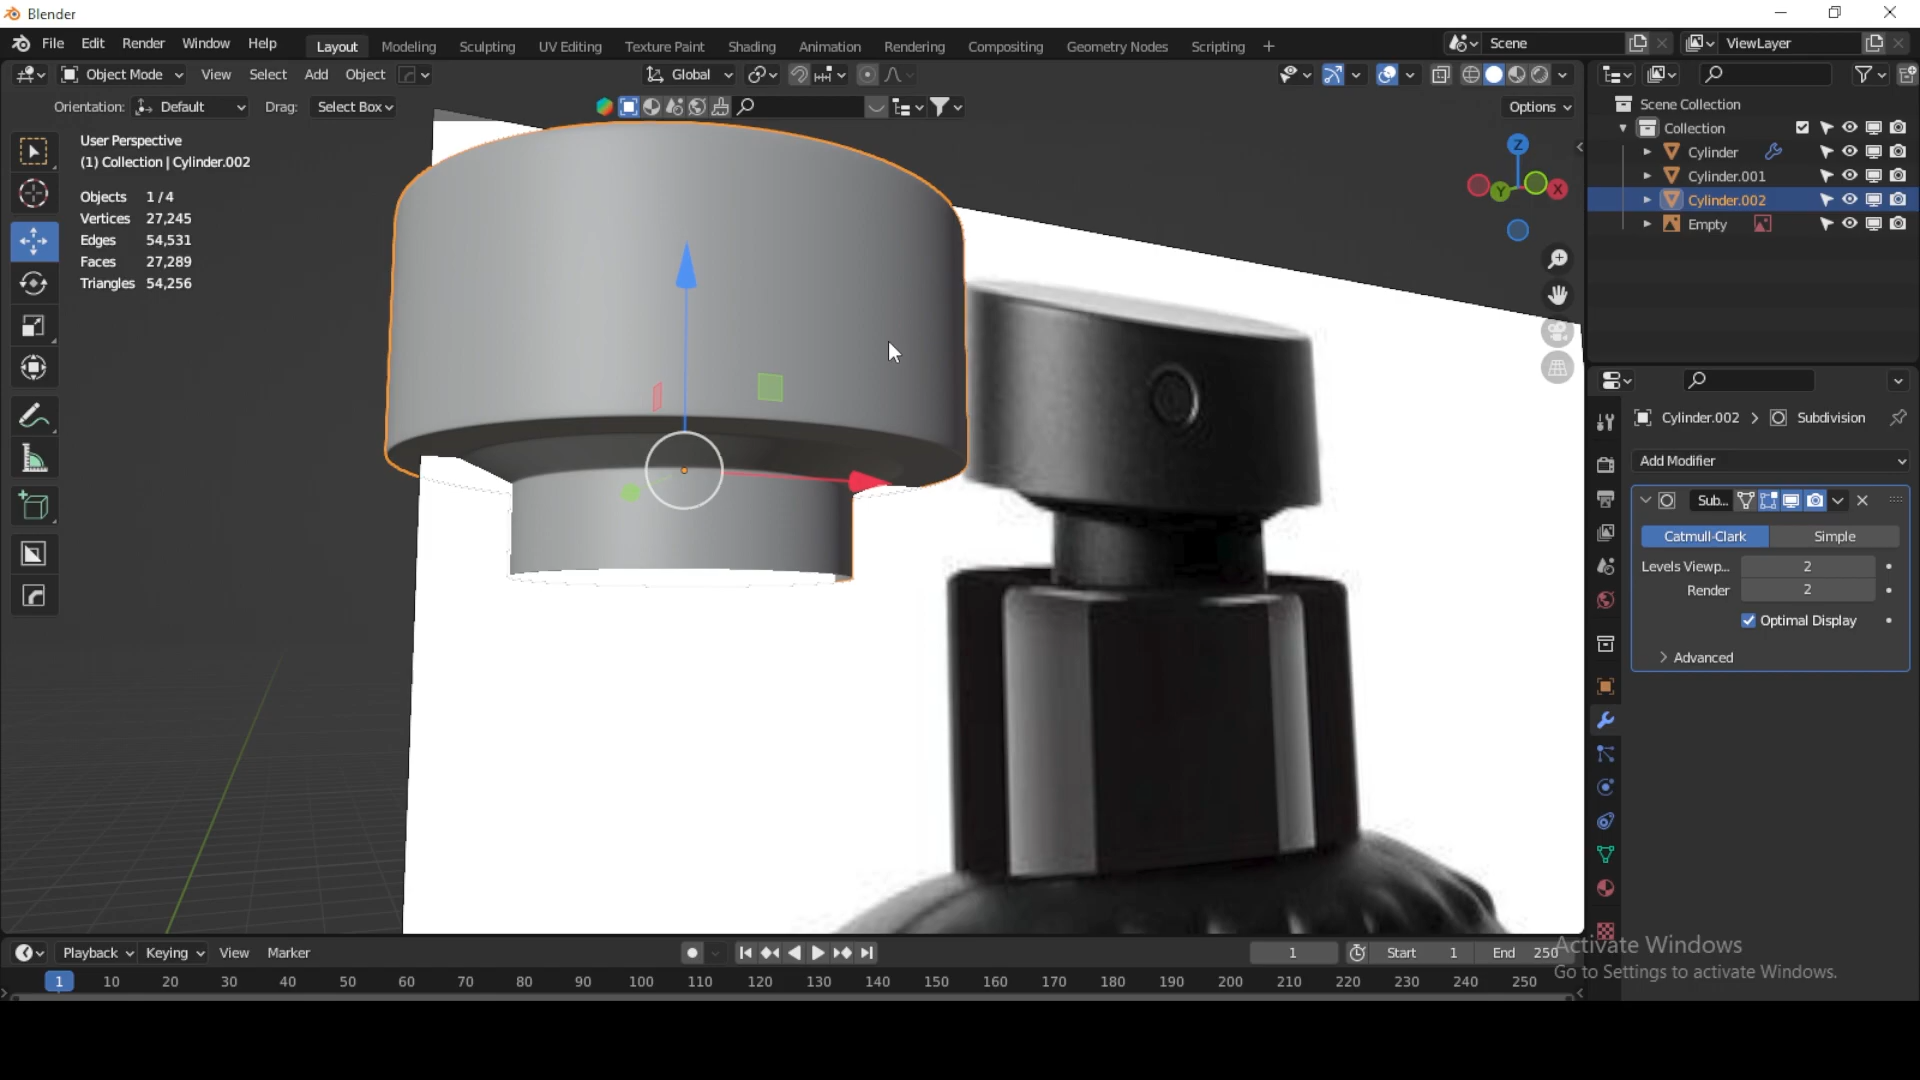 Blender
File Edit Render Window Help Layout Modeling Sculpting UV Editing Texture Paint Shading Animation Rendering Compositing Geometry Nodes Scripting + Scene ViewLayer
Object Mode View Select Add Object Global
Orientation: Default Drag: Select Box Options
User Perspective
(1) Collection | Cylinder.002
Objects 1/4
Vertices 27,245
Edges 54,531
Faces 27,289
Triangles 54,256
Z
X
Y
Scene Collection
Collection
Cylinder
Cylinder.001
Cylinder.002
Empty
Cylinder.002 > Subdivision
Add Modifier
Sub...
Catmull-Clark Simple
Levels Viewp... 2
Render 2
Optimal Display
Advanced
Playback Keying View Marker 1 Start 1 End 250
1 10 20 30 40 50 60 70 80 90 100 110 120 130 140 150 160 170 180 190 200 210 220 230 240 250
Activate Windows
Go to Settings to activate Windows.